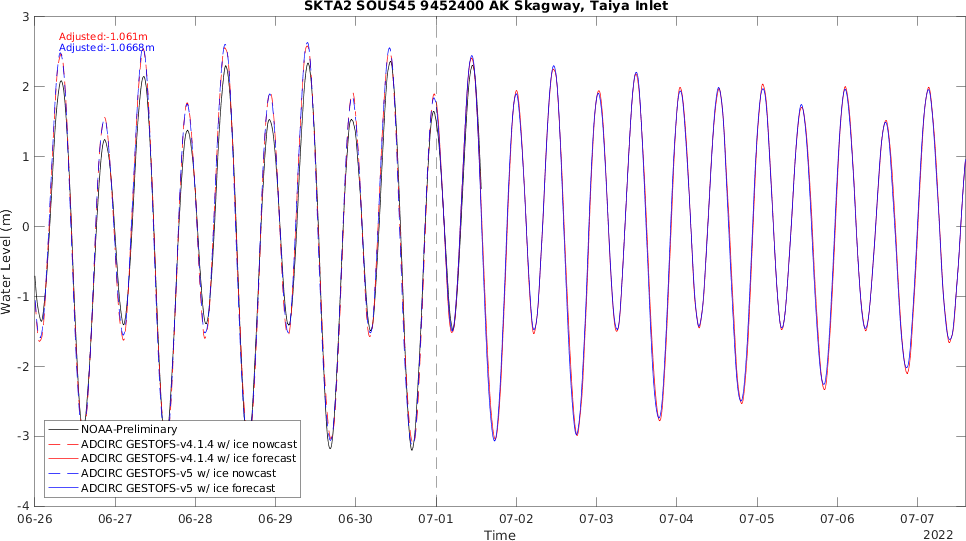 SKTA2 SOUS45 9452400 AK Skagway, Taiya Inlet
3
Adjusted:-1.061m
Adjusted:-1.0668m
2
1
0
-1
-2
-3
-4
Water Level (m)
NOAA-Preliminary
ADCIRC GESTOFS-v4.1.4 w/ ice nowcast
ADCIRC GESTOFS-v4.1.4 w/ ice forecast
ADCIRC GESTOFS-v5 w/ ice nowcast
ADCIRC GESTOFS-v5 w/ ice forecast
06-26 06-27 06-28 06-29 06-30 07-01 07-02 07-03 07-04 07-05 07-06 07-07
Time
2022